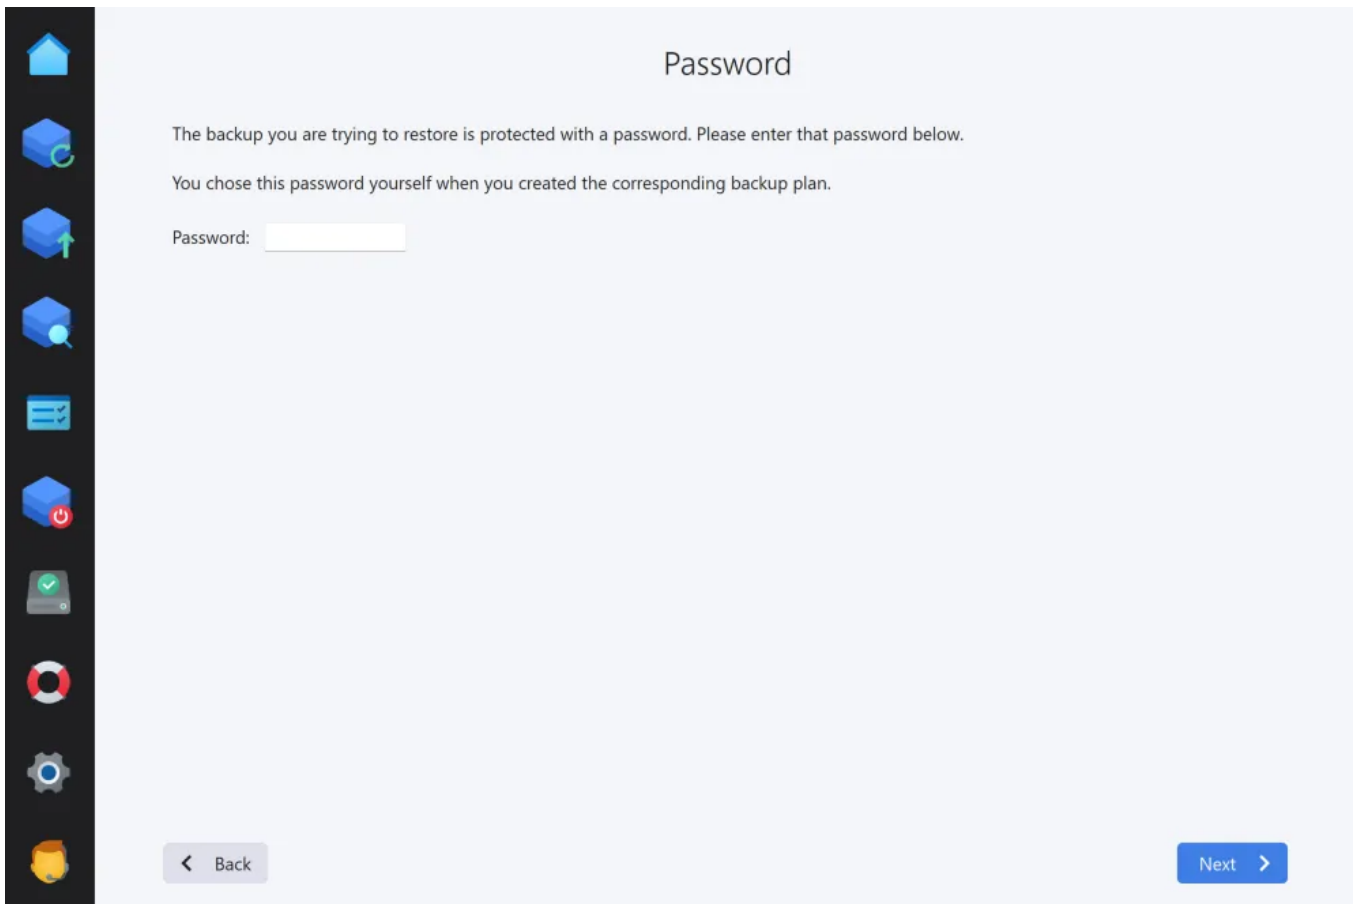 Password
The backup you are trying to restore is protected with a password. Please enter that password below.
You chose this password yourself when you created the corresponding backup plan.
Password:
Back
Next